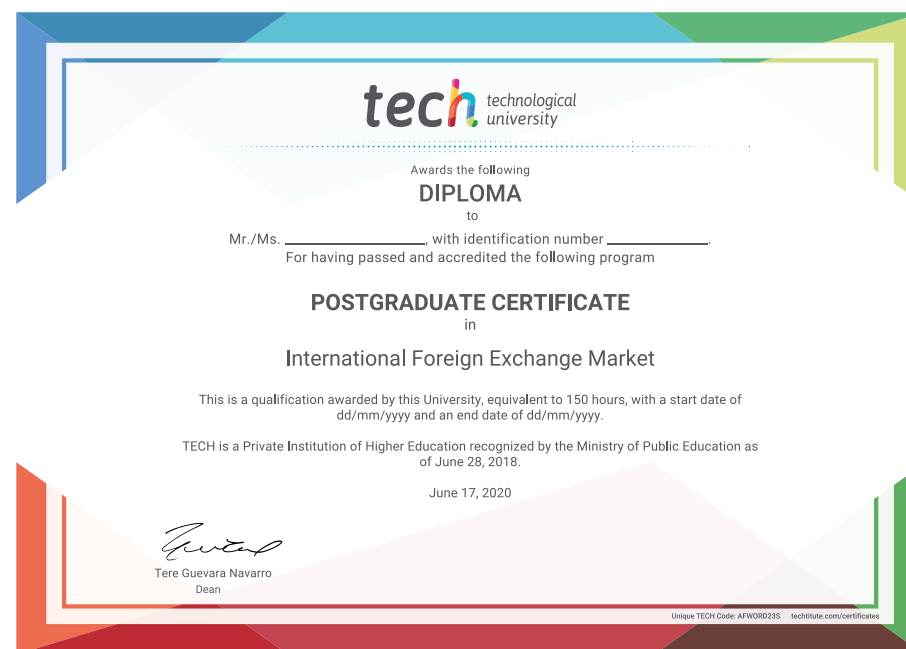 tech technological
university
Awards the following
DIPLOMA
to
Mr./Ms. ____________________, with identification number ______________.
For having passed and accredited the following program
POSTGRADUATE CERTIFICATE
in
International Foreign Exchange Market
This is a qualification awarded by this University, equivalent to 150 hours, with a start date of
dd/mm/yyyy and an end date of dd/mm/yyyy.
TECH is a Private Institution of Higher Education recognized by the Ministry of Public Education as
of June 28, 2018.
June 17, 2020
Tere Guevara Navarro
Dean
Unique TECH Code: AFWORD23S techtitute.com/certificates